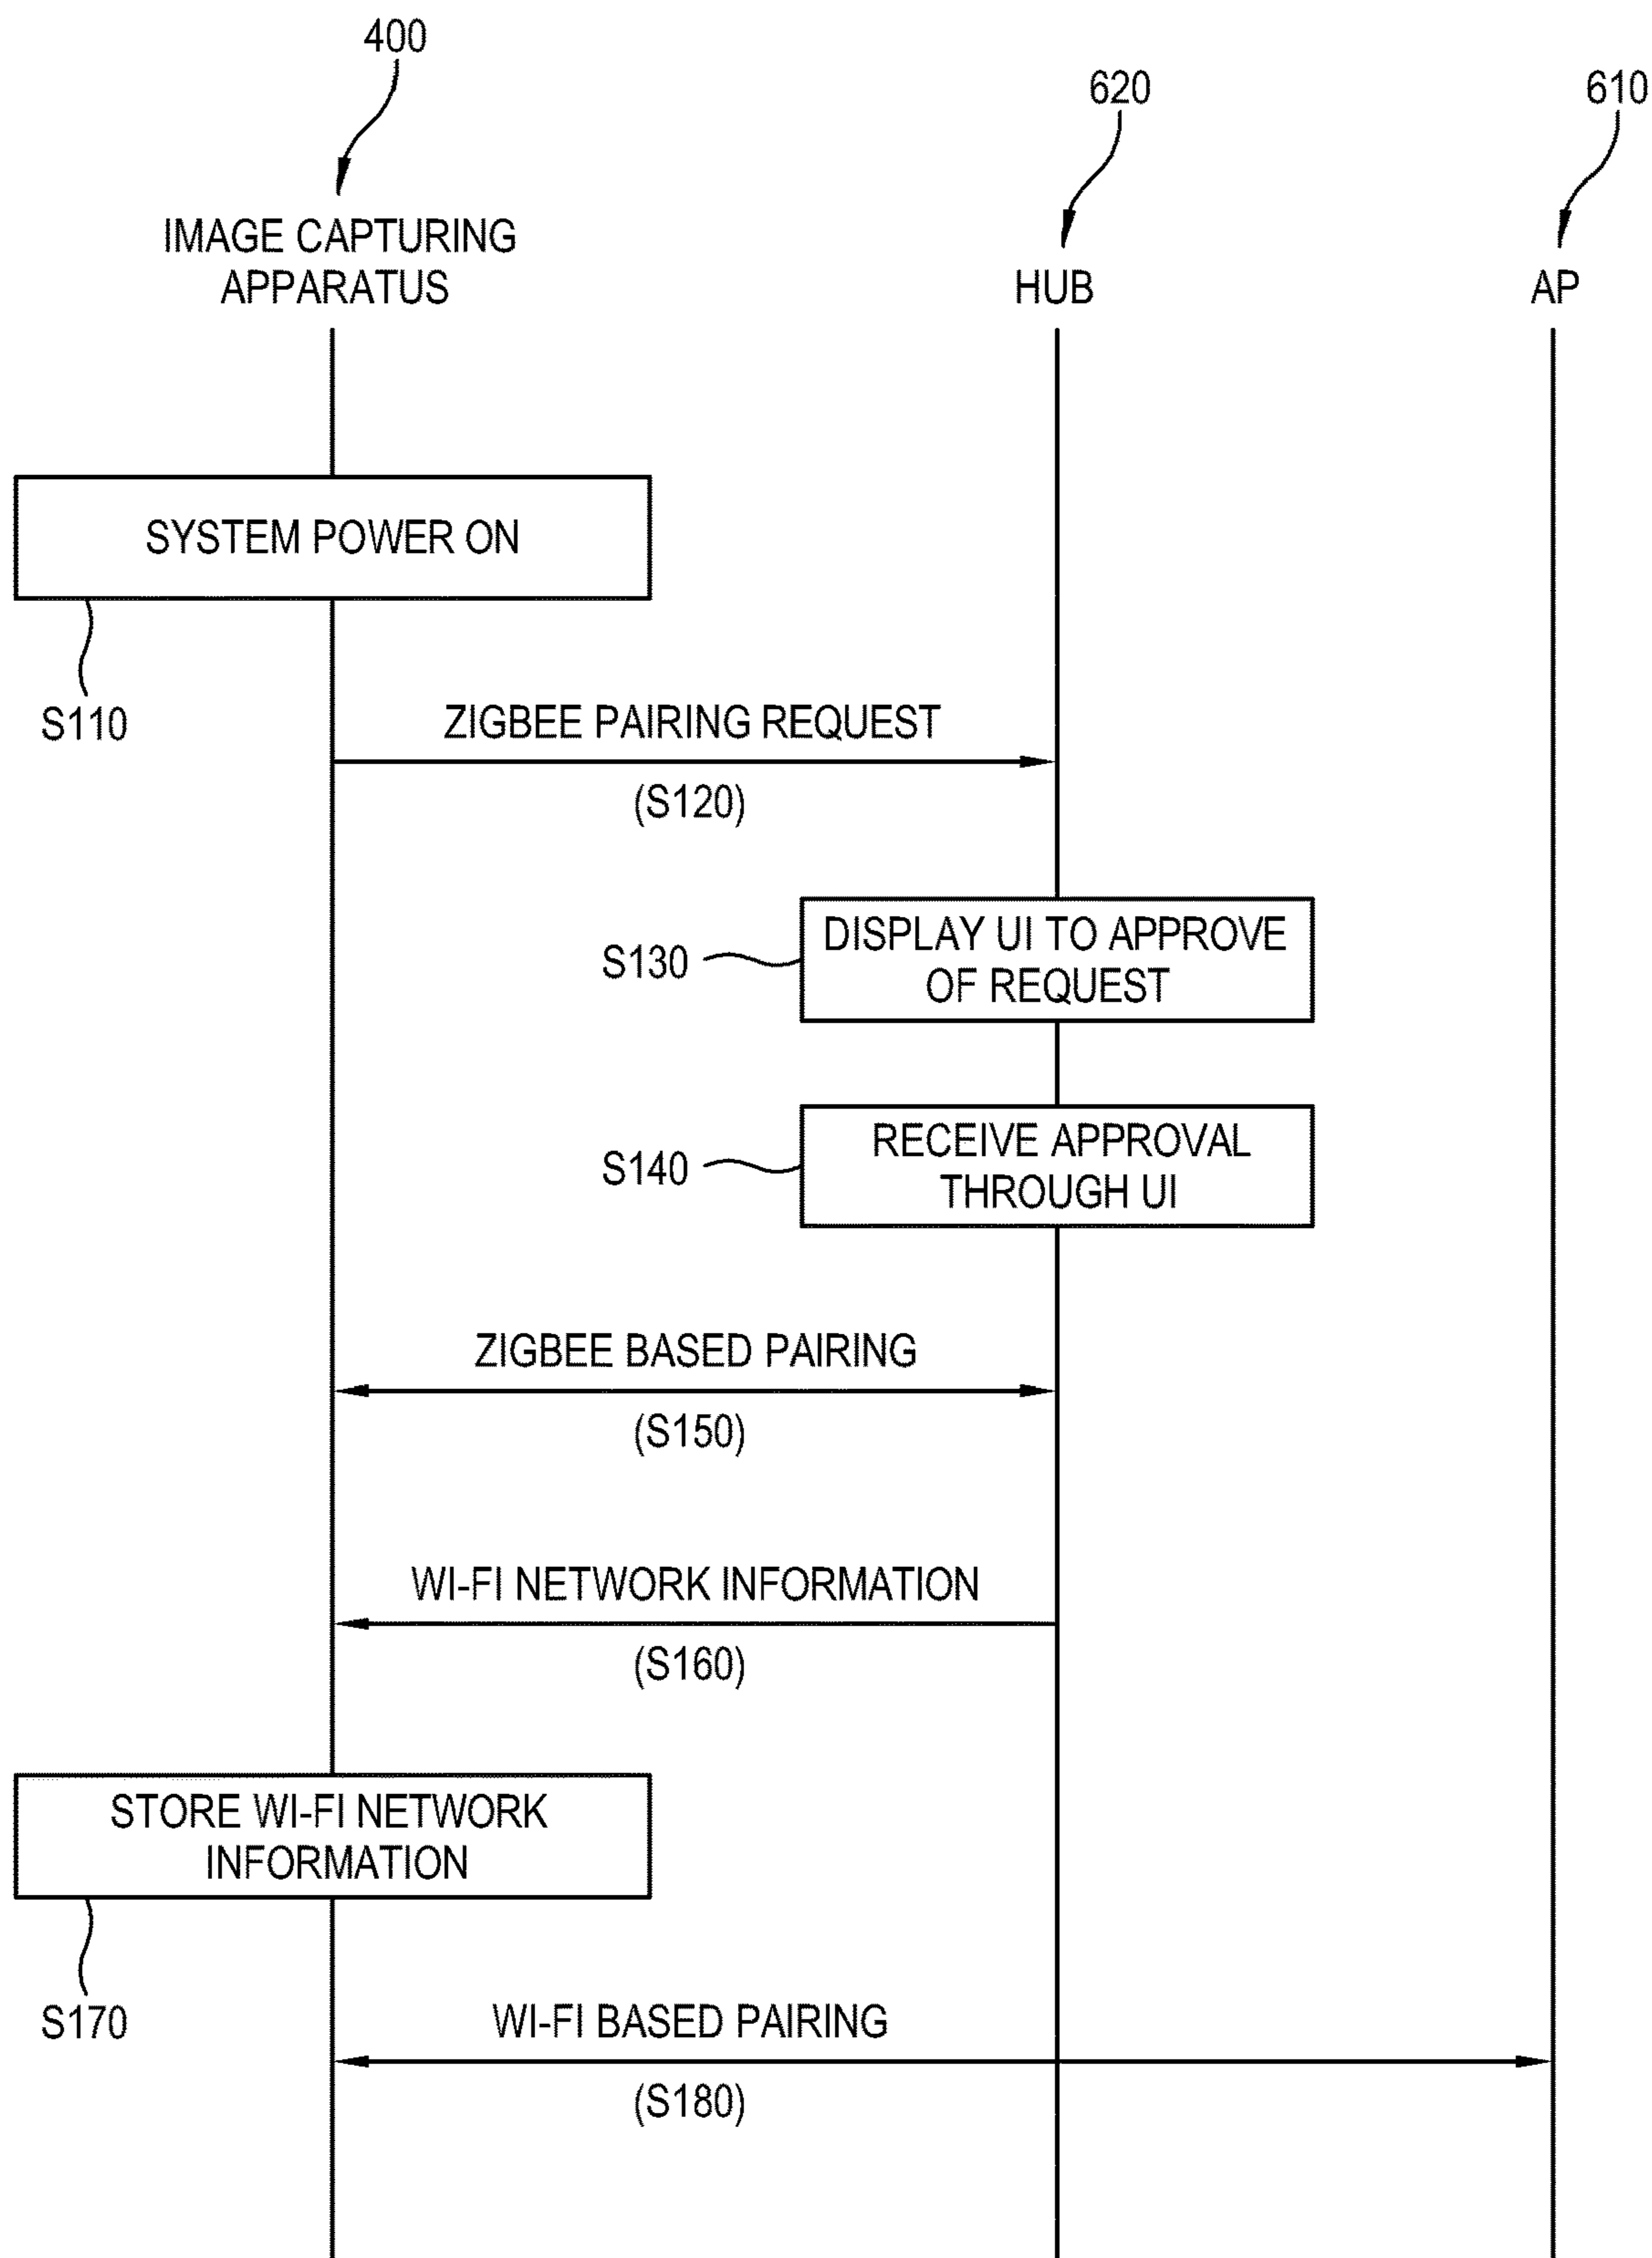 400
620
610
IMAGE CAPTURING
APPARATUS
HUB
AP
SYSTEM POWER ON
S110
ZIGBEE PAIRING REQUEST
(S120)
DISPLAY UI TO APPROVE
OF REQUEST
S130
RECEIVE APPROVAL
THROUGH UI
S140
ZIGBEE BASED PAIRING
(S150)
WI-FI NETWORK INFORMATION
(S160)
STORE WI-FI NETWORK
INFORMATION
S170
WI-FI BASED PAIRING
(S180)